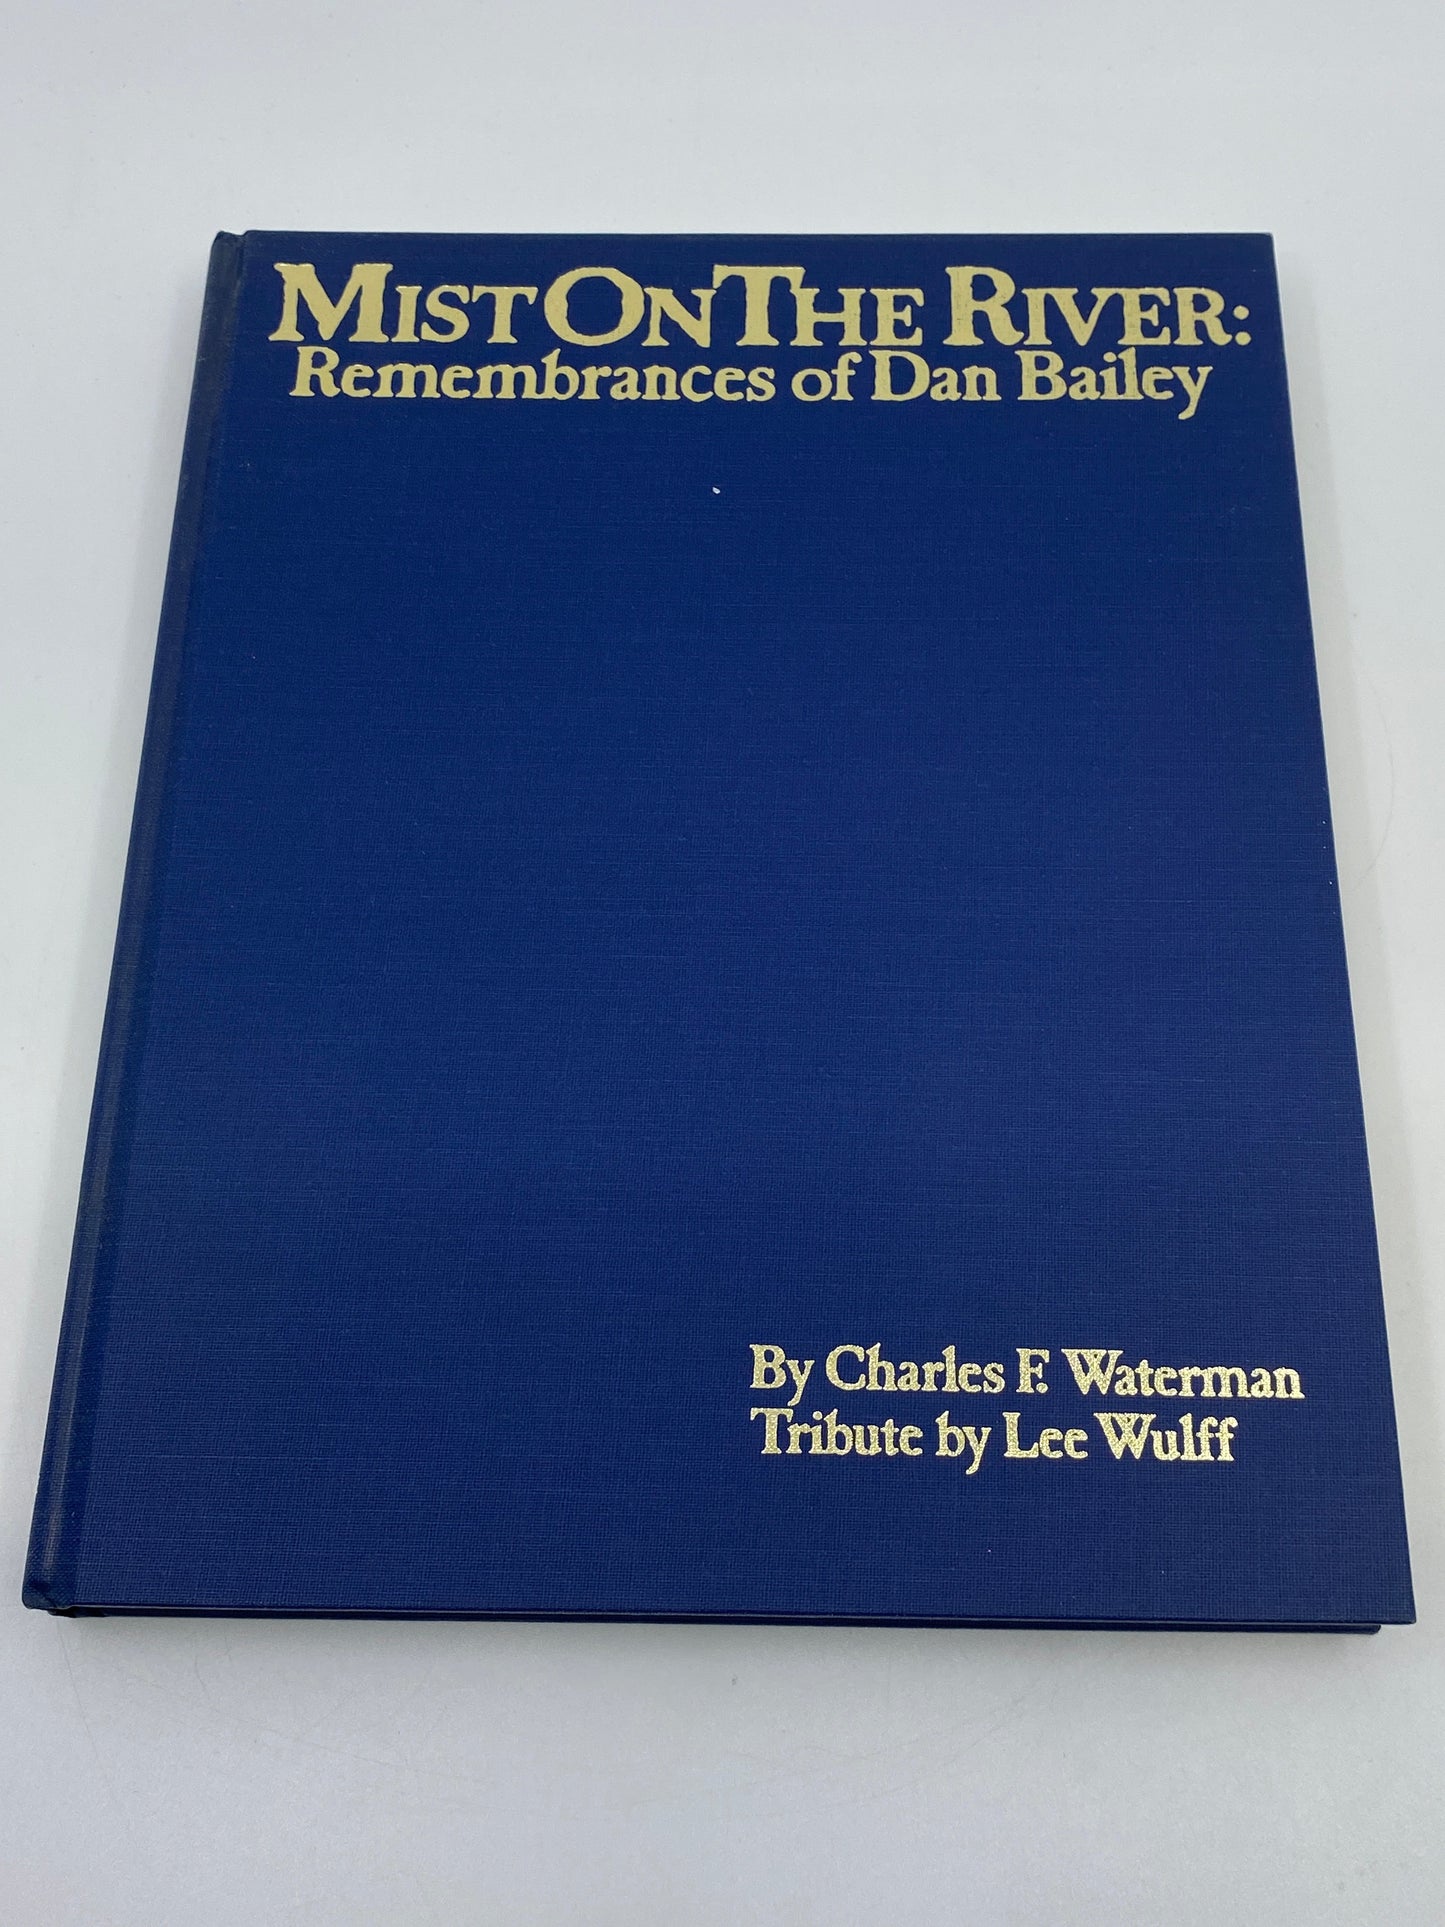 MIST ON THE RIVER:
Remembrances of Dan Bailey
By Charles F. Waterman
Tribute by Lee Wulff